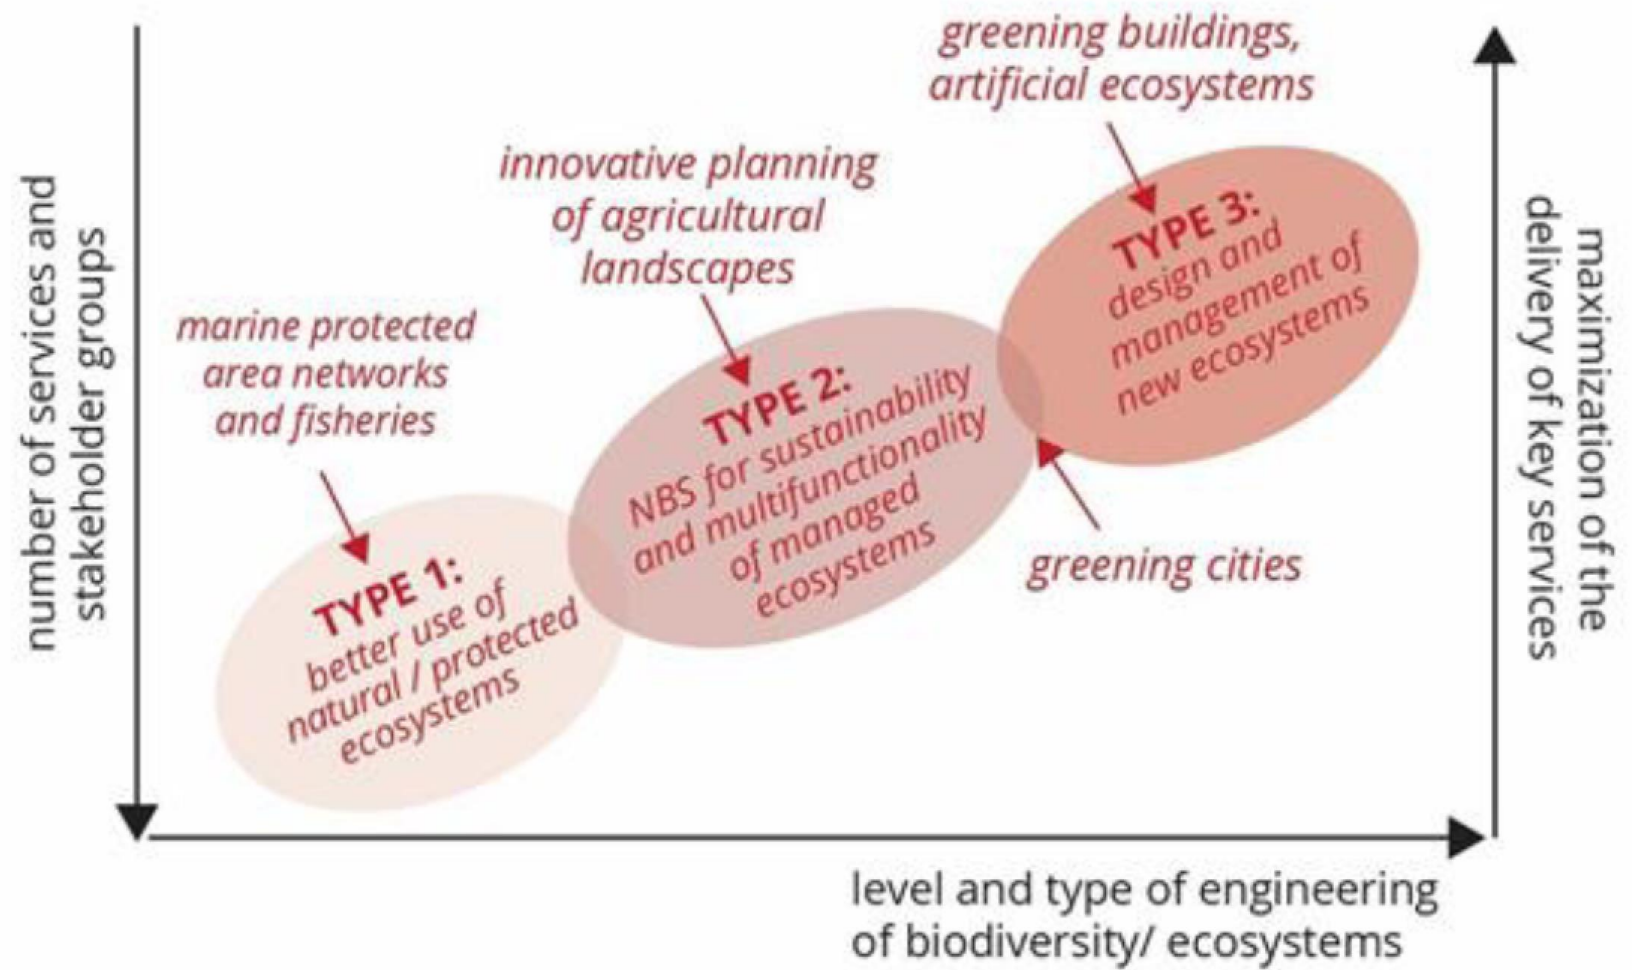 greening buildings,
artificial ecosystems
innovative planning
of agricultural
landscapes
marine protected
area networks
and fisheries
TYPE 1:
better use of
natural / protected
ecosystems
TYPE 2:
NBS for sustainability
and multifunctionality
of managed
ecosystems
TYPE 3:
design and
management of
new ecosystems
greening cities
number of services and
stakeholder groups
maximization of the
delivery of key services
level and type of engineering
of biodiversity/ ecosystems